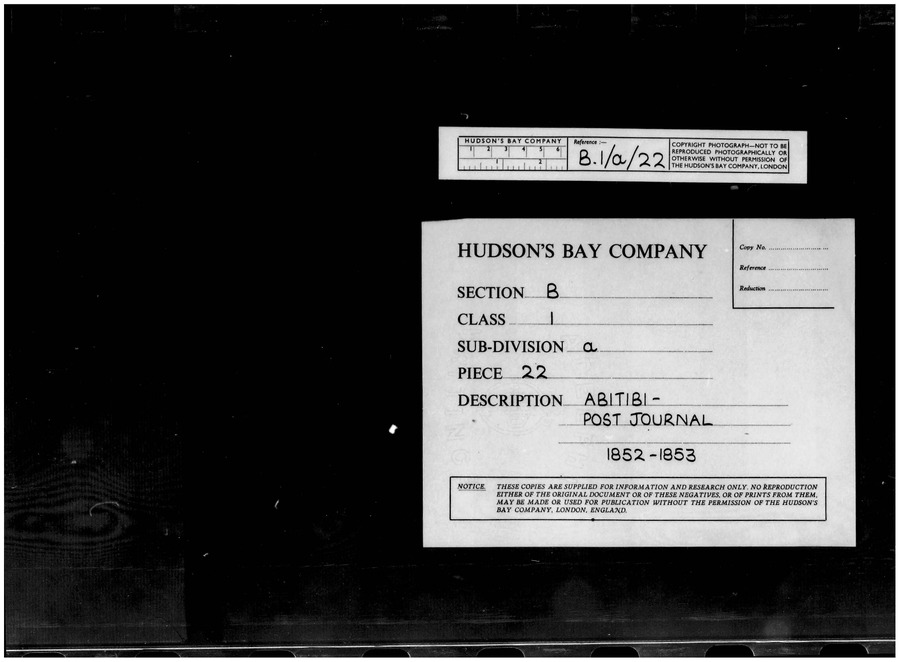 HUDSON'S BAY COMPANY
1 2 3 4 5 6
1 2
Reference :—
B.1/a/22
COPYRIGHT PHOTOGRAPH—NOT TO BE
REPRODUCED PHOTOGRAPHICALLY OR
OTHERWISE WITHOUT PERMISSION OF
THE HUDSON'S BAY COMPANY, LONDON
HUDSON'S BAY COMPANY
Copy No.
Reference
Reduction
SECTION B
CLASS 1
SUB-DIVISION a
PIECE 22
DESCRIPTION ABITIBI -
POST JOURNAL
1852-1853
NOTICE. THESE COPIES ARE SUPPLIED FOR INFORMATION AND RESEARCH ONLY. NO REPRODUCTION
EITHER OF THE ORIGINAL DOCUMENT OR OF THESE NEGATIVES, OR OF PRINTS FROM THEM,
MAY BE MADE OR USED FOR PUBLICATION WITHOUT THE PERMISSION OF THE HUDSON'S
BAY COMPANY, LONDON, ENGLAND.